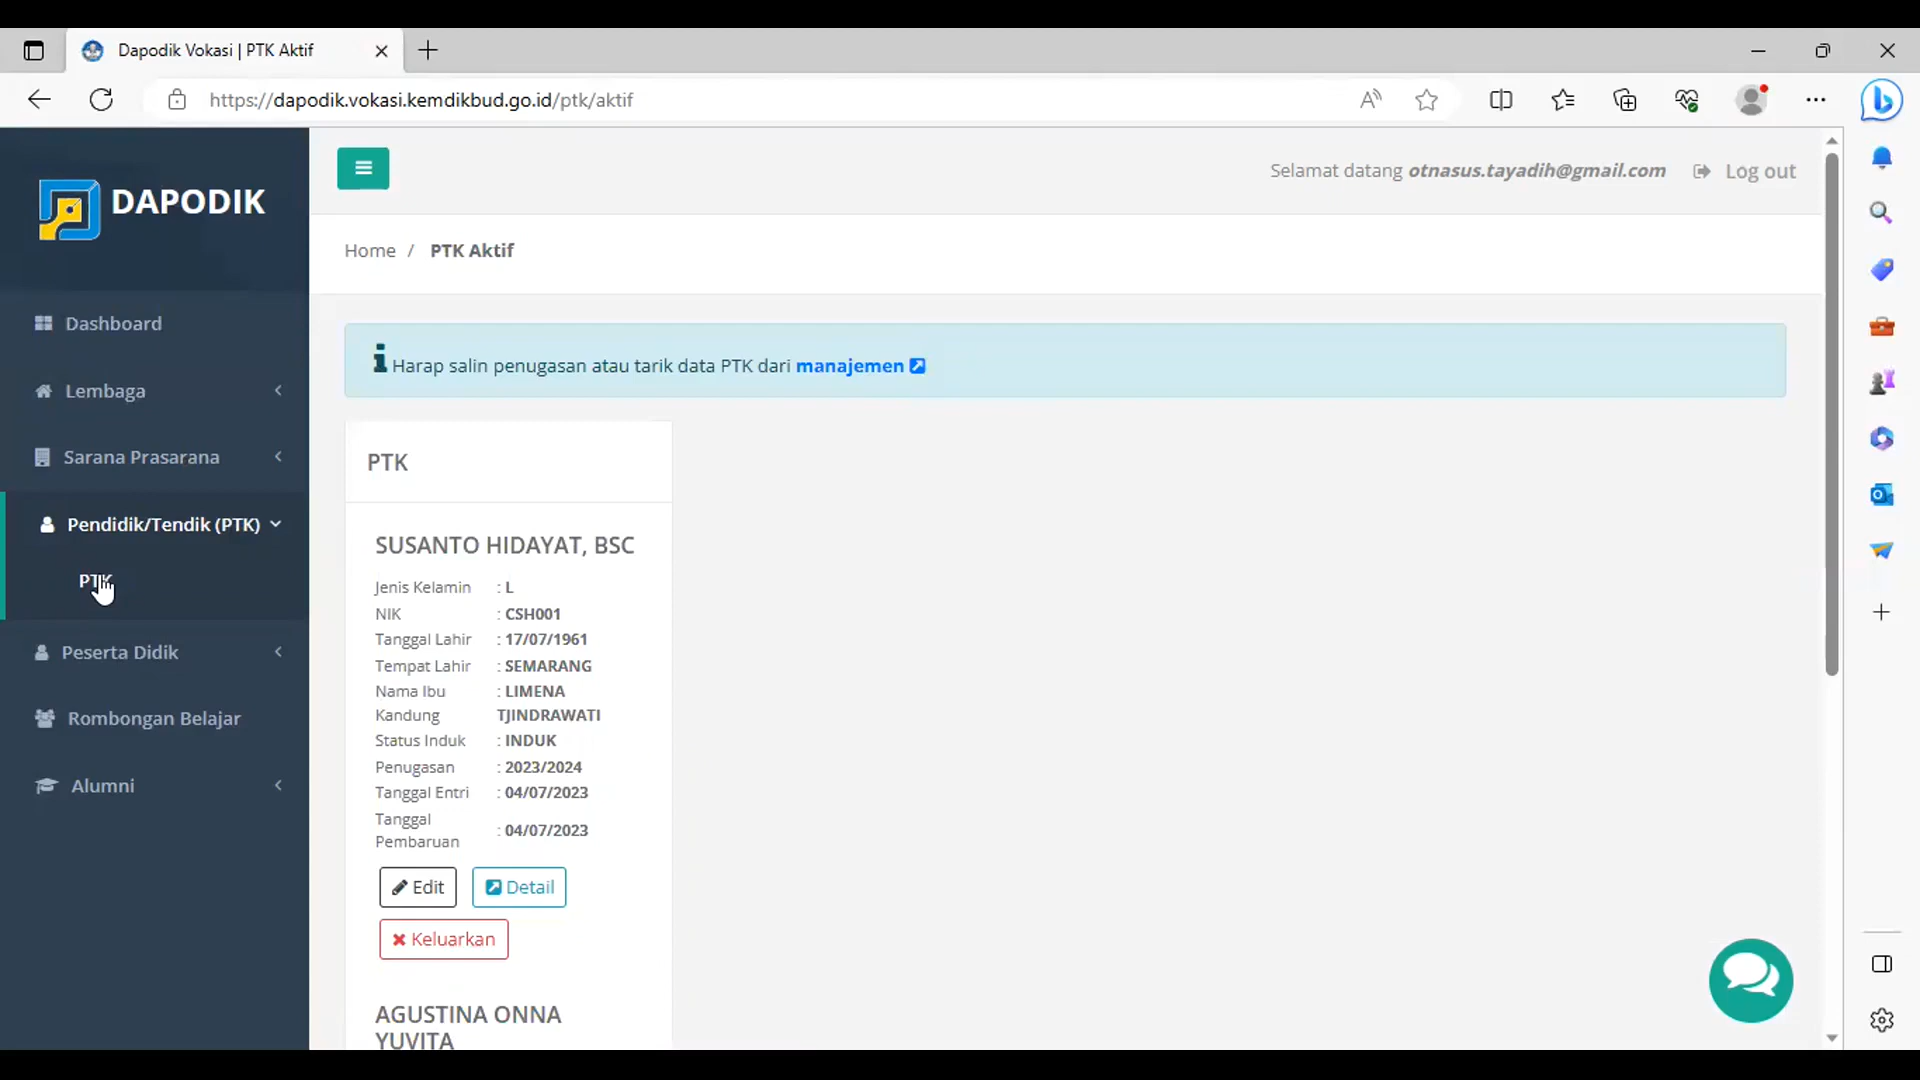 Dapodik Vokasi | PTK Aktif
https://dapodik.vokasi.kemdikbud.go.id/ptk/aktif
DAPODIK
Selamat datang otnasus.tayadih@gmail.com
Log out
Home / PTK Aktif
Dashboard
Lembaga
Sarana Prasarana
Pendidik/Tendik (PTK)
PTK
Peserta Didik
Rombongan Belajar
Alumni
Harap salin penugasan atau tarik data PTK dari manajemen
PTK
SUSANTO HIDAYAT, BSC
Jenis Kelamin : L
NIK : CSH001
Tanggal Lahir : 17/07/1961
Tempat Lahir : SEMARANG
Nama Ibu : LIMENA
Kandung TJINDRAWATI
Status Induk : INDUK
Penugasan : 2023/2024
Tanggal Entri : 04/07/2023
Tanggal
Pembaruan : 04/07/2023
Edit
Detail
Keluarkan
AGUSTINA ONNA
YUVITA